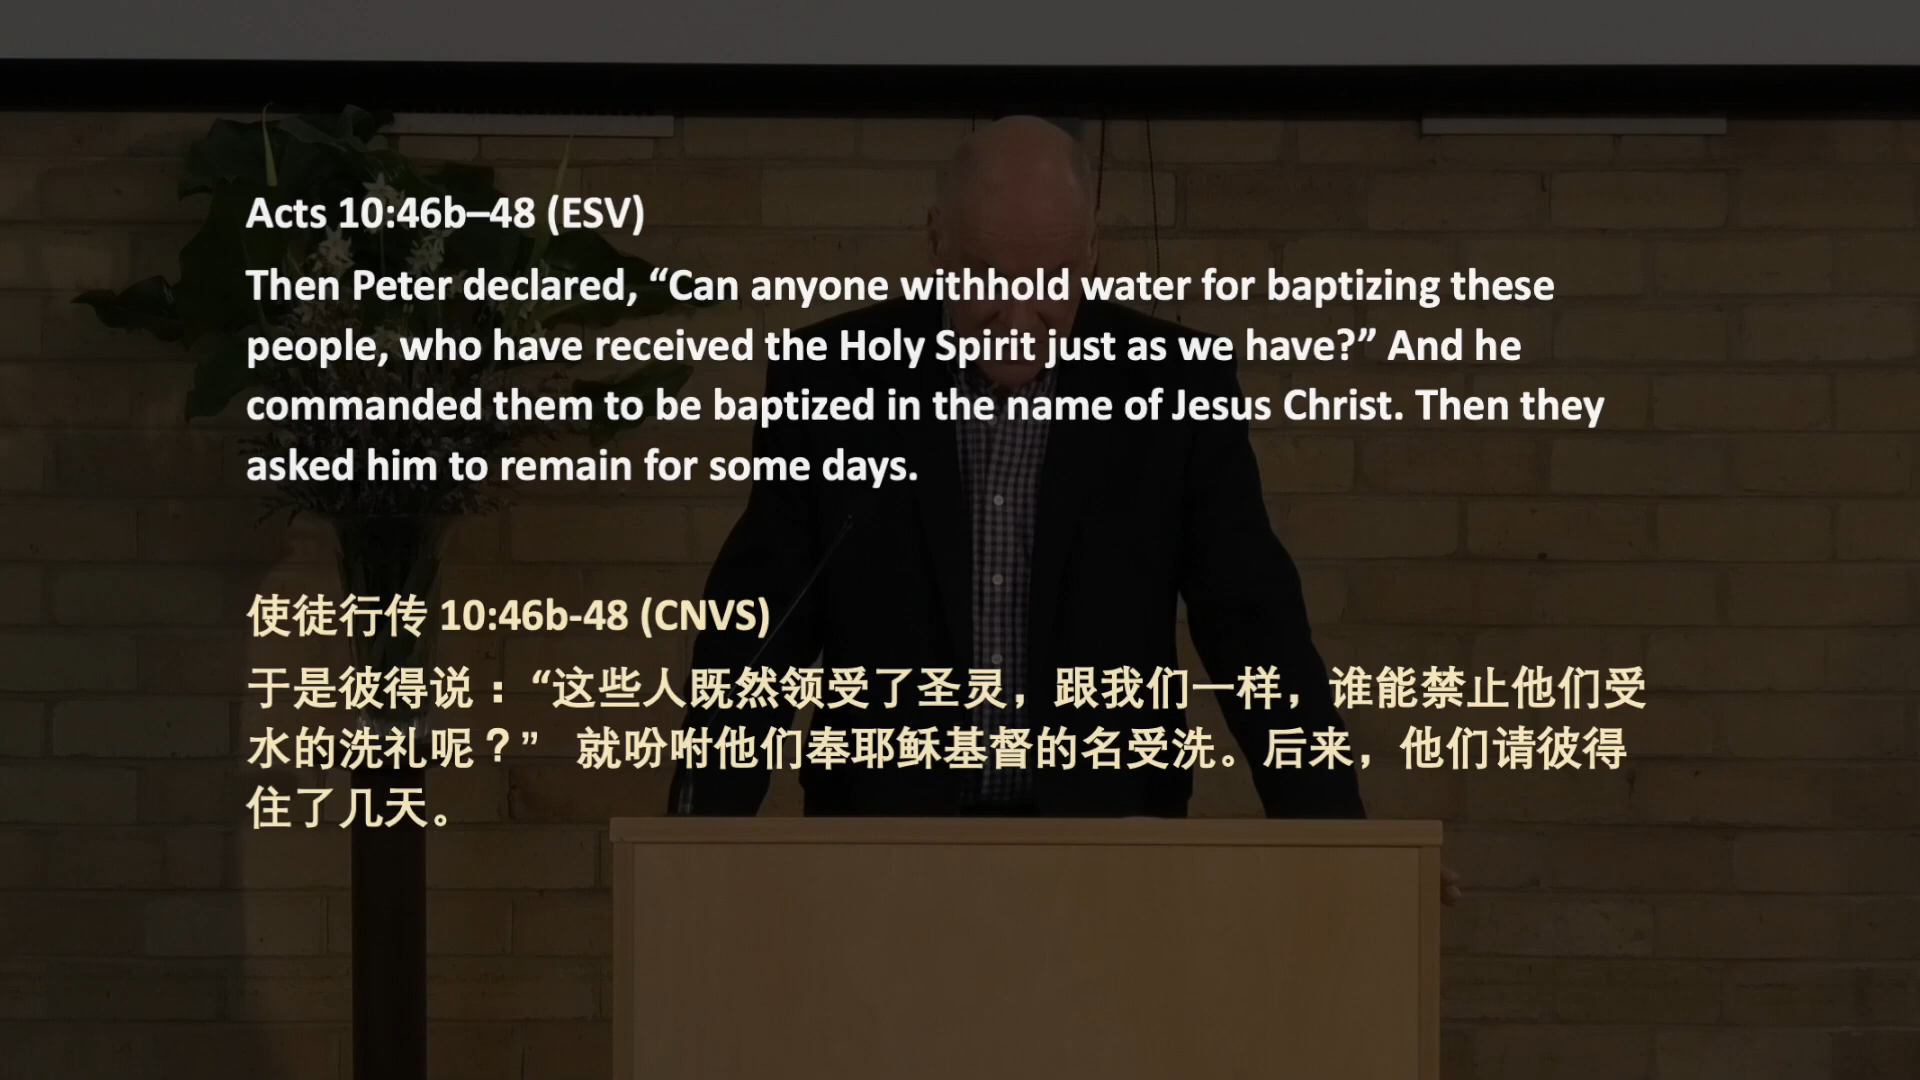 Acts 10:46b–48 (ESV)
Then Peter declared, “Can anyone withhold water for baptizing these
people, who have received the Holy Spirit just as we have?” And he
commanded them to be baptized in the name of Jesus Christ. Then they
asked him to remain for some days.
使徒行传 10:46b-48 (CNVS)
于是彼得说：“这些人既然领受了圣灵，跟我们一样，谁能禁止他们受
水的洗礼呢？” 就吩咐他们奉耶稣基督的名受洗。后来，他们请彼得
住了几天。